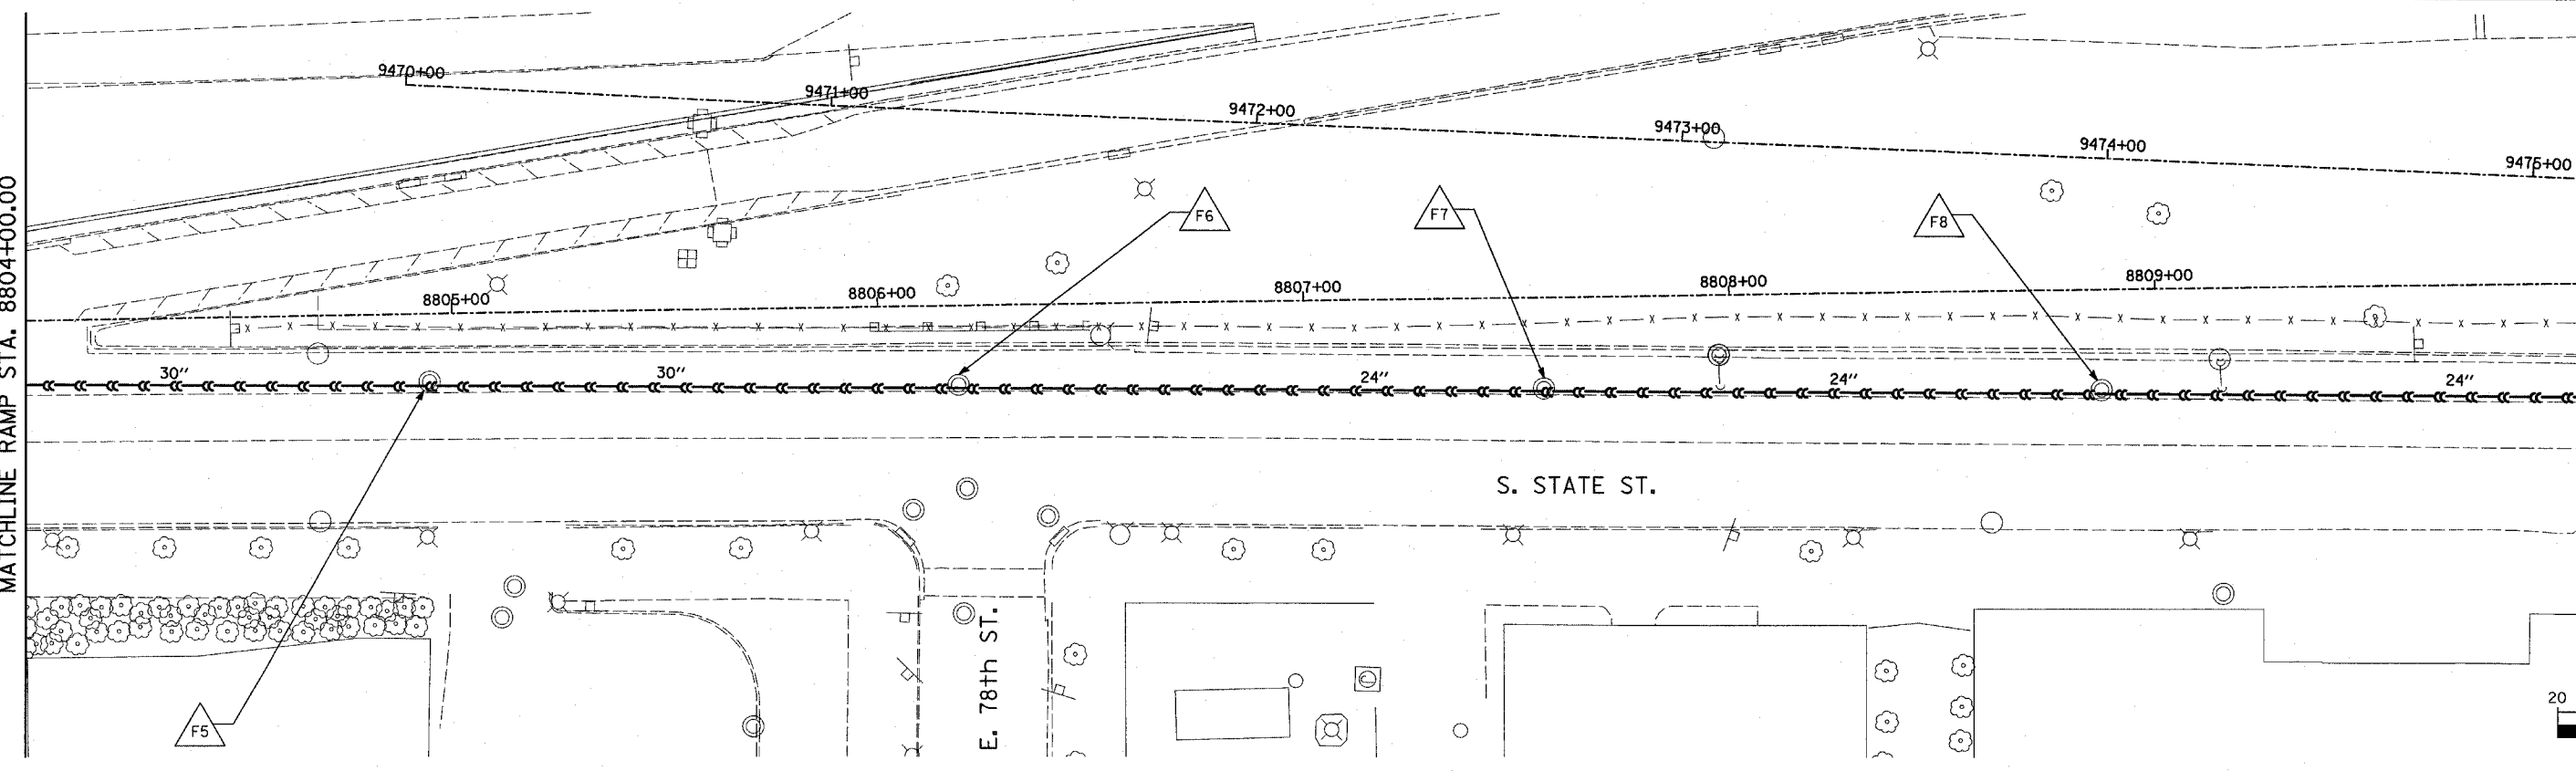 MATCHLINE RAMP STA. 8804+00.00
9470+00
9471+00
9472+00
9473+00
9474+00
9475+00
F6
F7
F8
8805+00
8806+00
8807+00
8808+00
8809+00
30"
30"
24"
24"
24"
S. STATE ST.
E. 78th ST.
F5
20